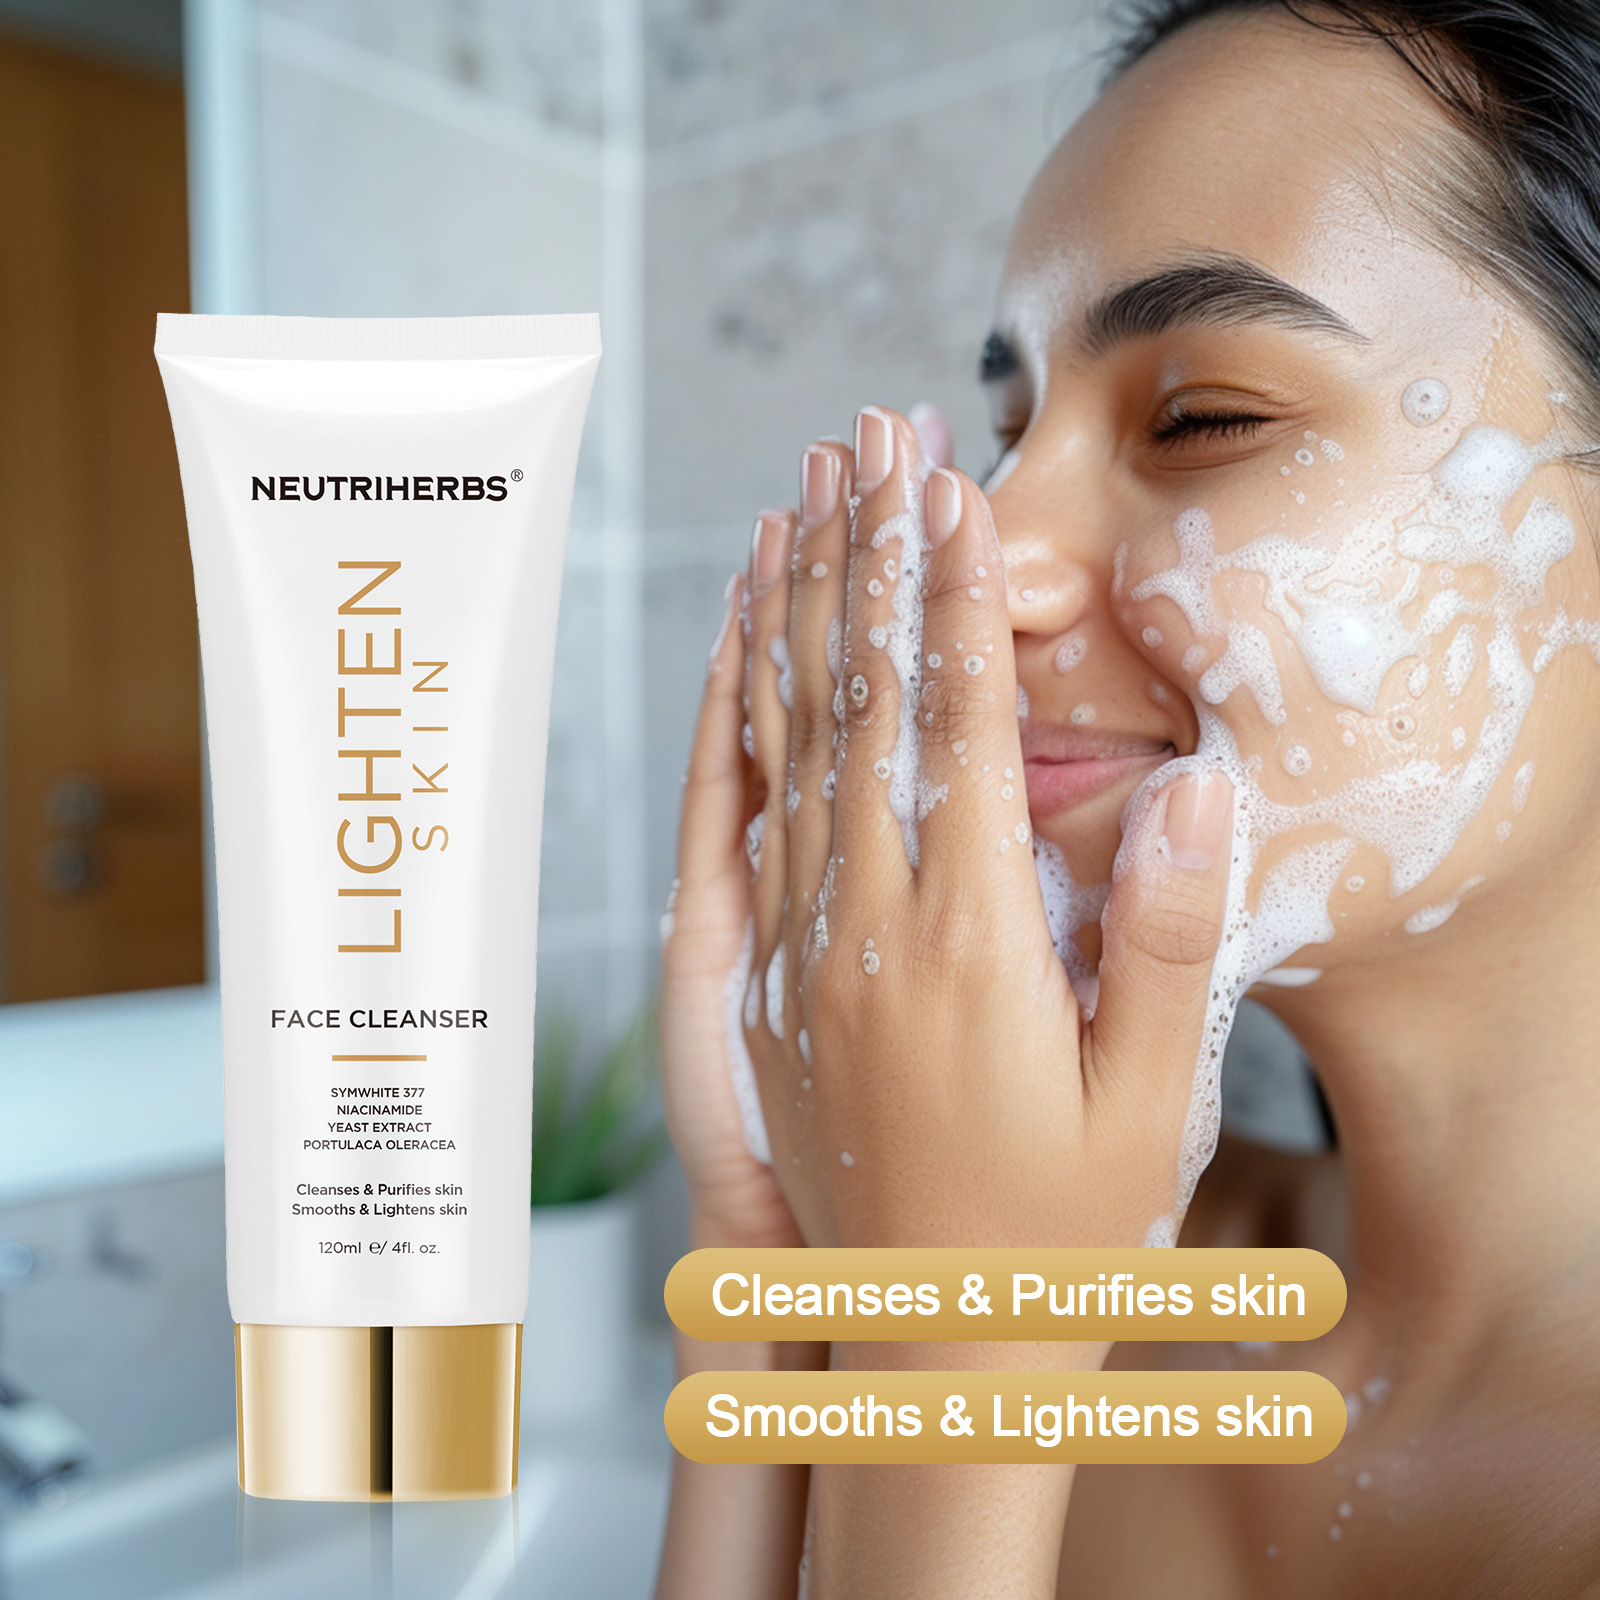 NEUTRIHERBS®
LIGHTEN
SKIN
FACE CLEANSER
SYMWHITE 377
NIACINAMIDE
YEAST EXTRACT
PORTULACA OLERACEA
Cleanses & Purifies skin
Smooths & Lightens skin
120ml ℮/ 4fl. oz.
Cleanses & Purifies skin
Smooths & Lightens skin